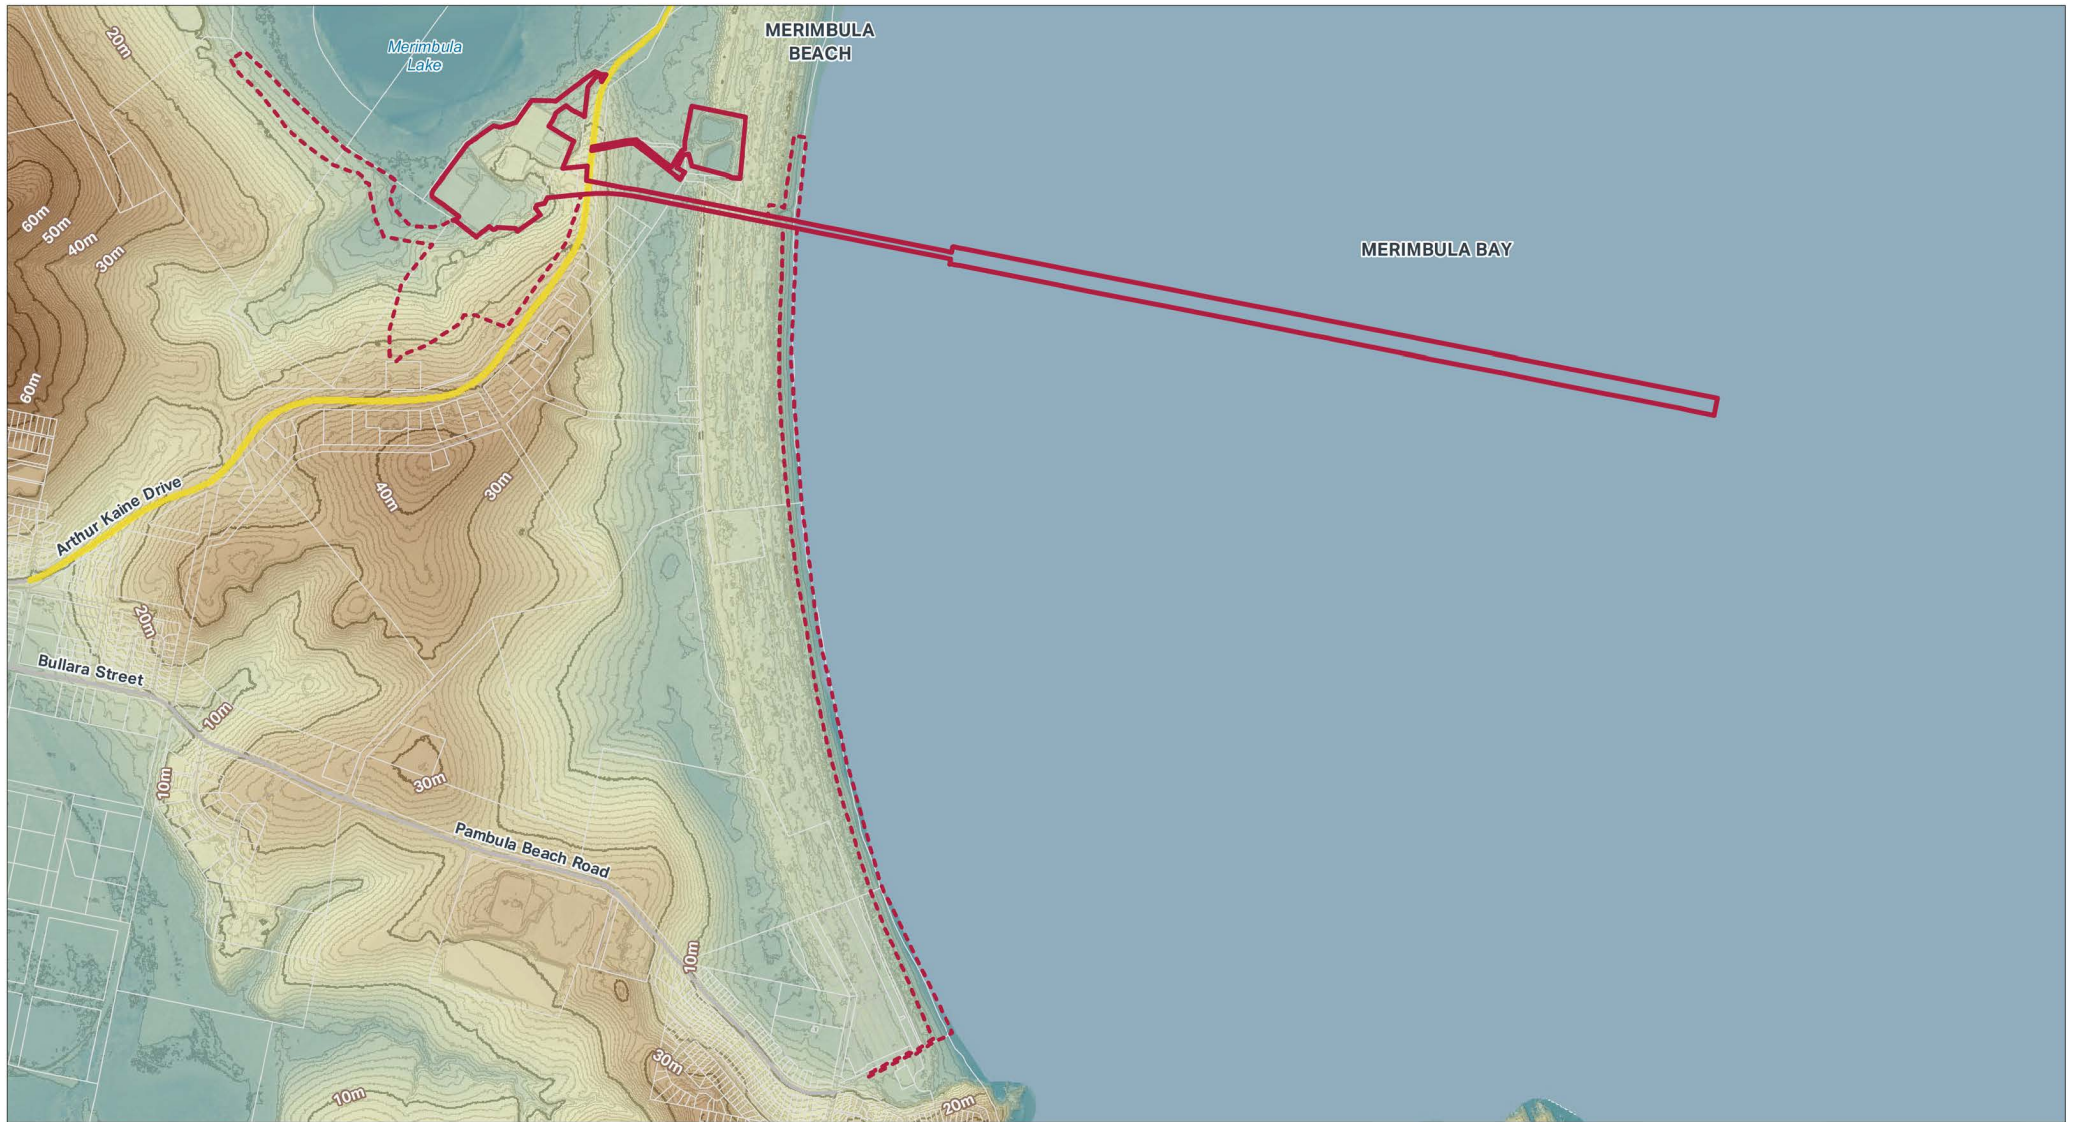 MERIMBULA
BEACH
20m
Merimbula
Lake
60m
50m
40m
30m
MERIMBULA BAY
60m
40m
30m
Arthur Kaine Drive
20m
Bullara Street
10m
10m
30m
Pambula Beach Road
10m
30m
10m
20m